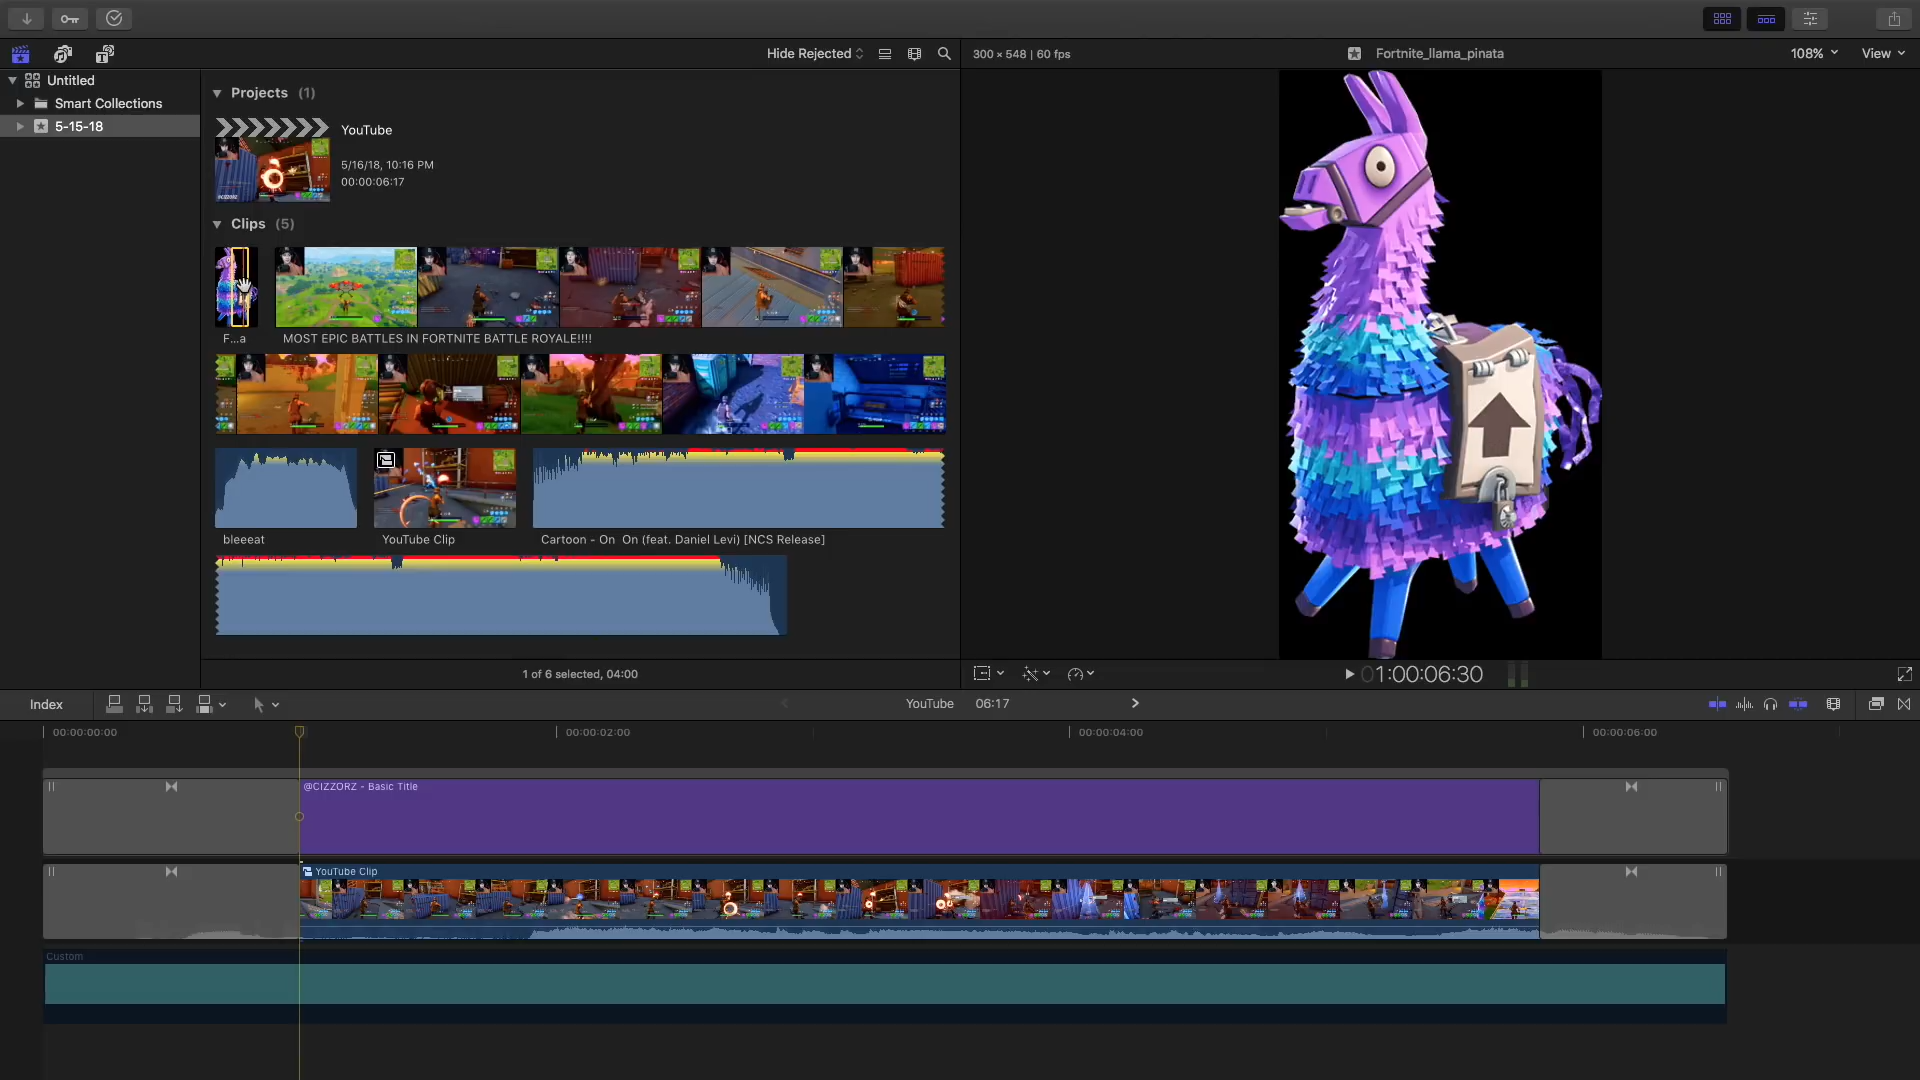 Hide Rejected
300 × 548 | 60 fps
Fortnite_llama_pinata
108%
View
Untitled
Smart Collections
5-15-18
Projects (1)
YouTube
5/16/18, 10:16 PM
00:00:06:17
Clips (5)
F...a
MOST EPIC BATTLES IN FORTNITE BATTLE ROYALE!!!!
bleeeat
YouTube Clip
Cartoon - On On (feat. Daniel Levi) [NCS Release]
1 of 6 selected, 04:00
01:00:06:30
Index
YouTube 06:17
00:00:00:00
00:00:02:00
00:00:04:00
00:00:06:00
@CIZZORZ - Basic Title
YouTube Clip
Custom